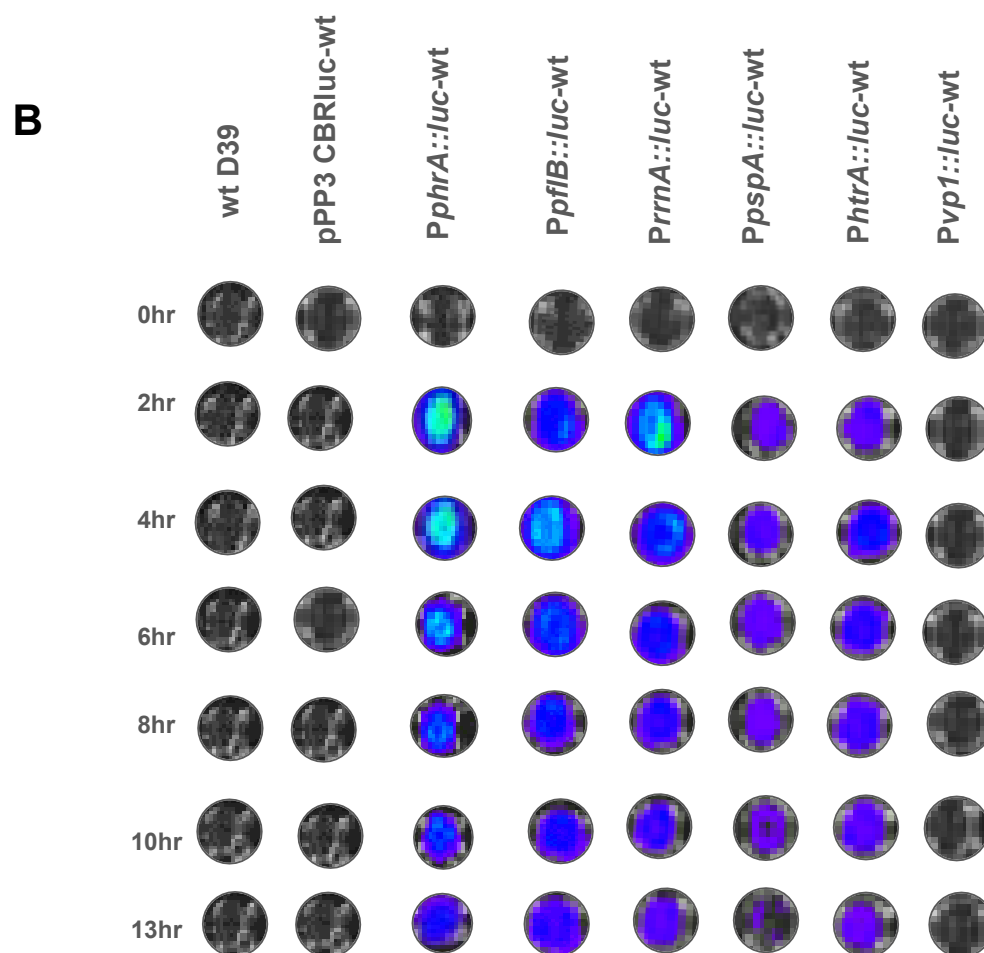 B
wt D39
pPP3 CBRluc-wt
PphrA::luc-wt
PpflB::luc-wt
PrrnA::luc-wt
PpspA::luc-wt
PhtrA::luc-wt
Pvp1::luc-wt
0hr
2hr
4hr
6hr
8hr
10hr
13hr